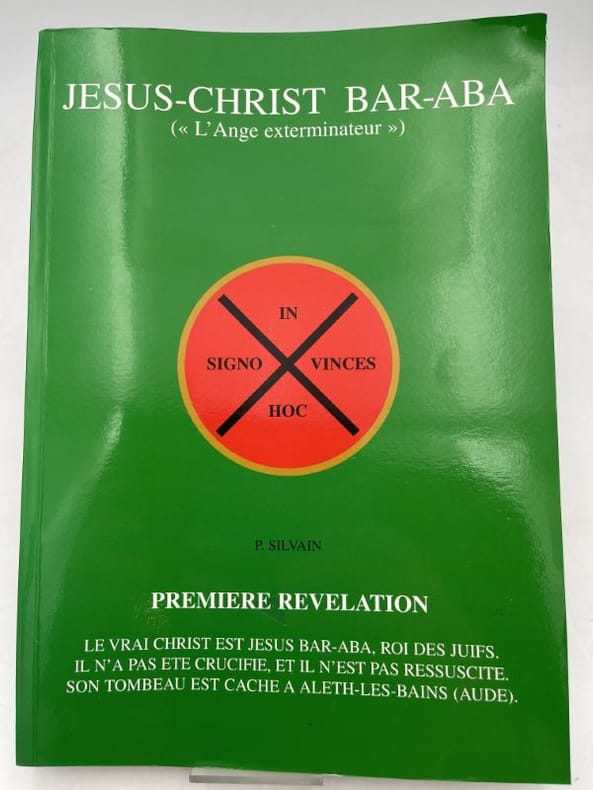 JESUS-CHRIST BAR-ABA
(« L'Ange exterminateur »)
IN
SIGNO VINCES
HOC
P. SILVAIN
PREMIERE REVELATION
LE VRAI CHRIST EST JESUS BAR-ABA, ROI DES JUIFS.
IL N'A PAS ETE CRUCIFIE, ET IL N'EST PAS RESSUSCITE.
SON TOMBEAU EST CACHE A ALETH-LES-BAINS (AUDE).